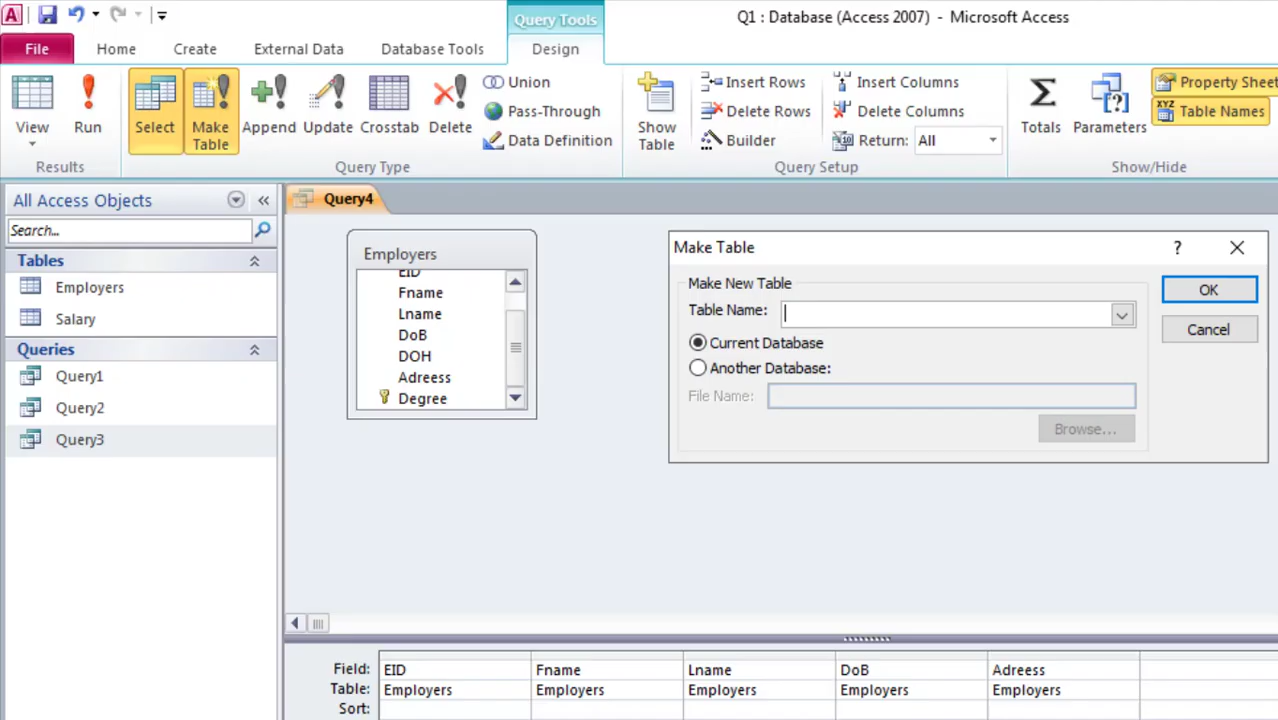 Query Tools
Q1 : Database (Access 2007) - Microsoft Access
File
Home
Create
External Data
Database Tools
Design
View
Run
Results
Select
Make
Table
Append
Update
Crosstab
Delete
Union
Pass-Through
Data Definition
Query Type
Show
Table
Insert Rows
Delete Rows
Builder
Insert Columns
Delete Columns
Return: All
Query Setup
Totals
Parameters
Property Sheet
Table Names
Show/Hide
All Access Objects
Search...
Tables
Employers
Salary
Queries
Query1
Query2
Query3
Query4
Employers
EID
Fname
Lname
DoB
DOH
Adreess
Degree
Make Table
?
Make New Table
Table Name:
Current Database
Another Database:
File Name:
Browse...
OK
Cancel
Field: EID Fname Lname DoB Adreess
Table: Employers Employers Employers Employers Employers
Sort: